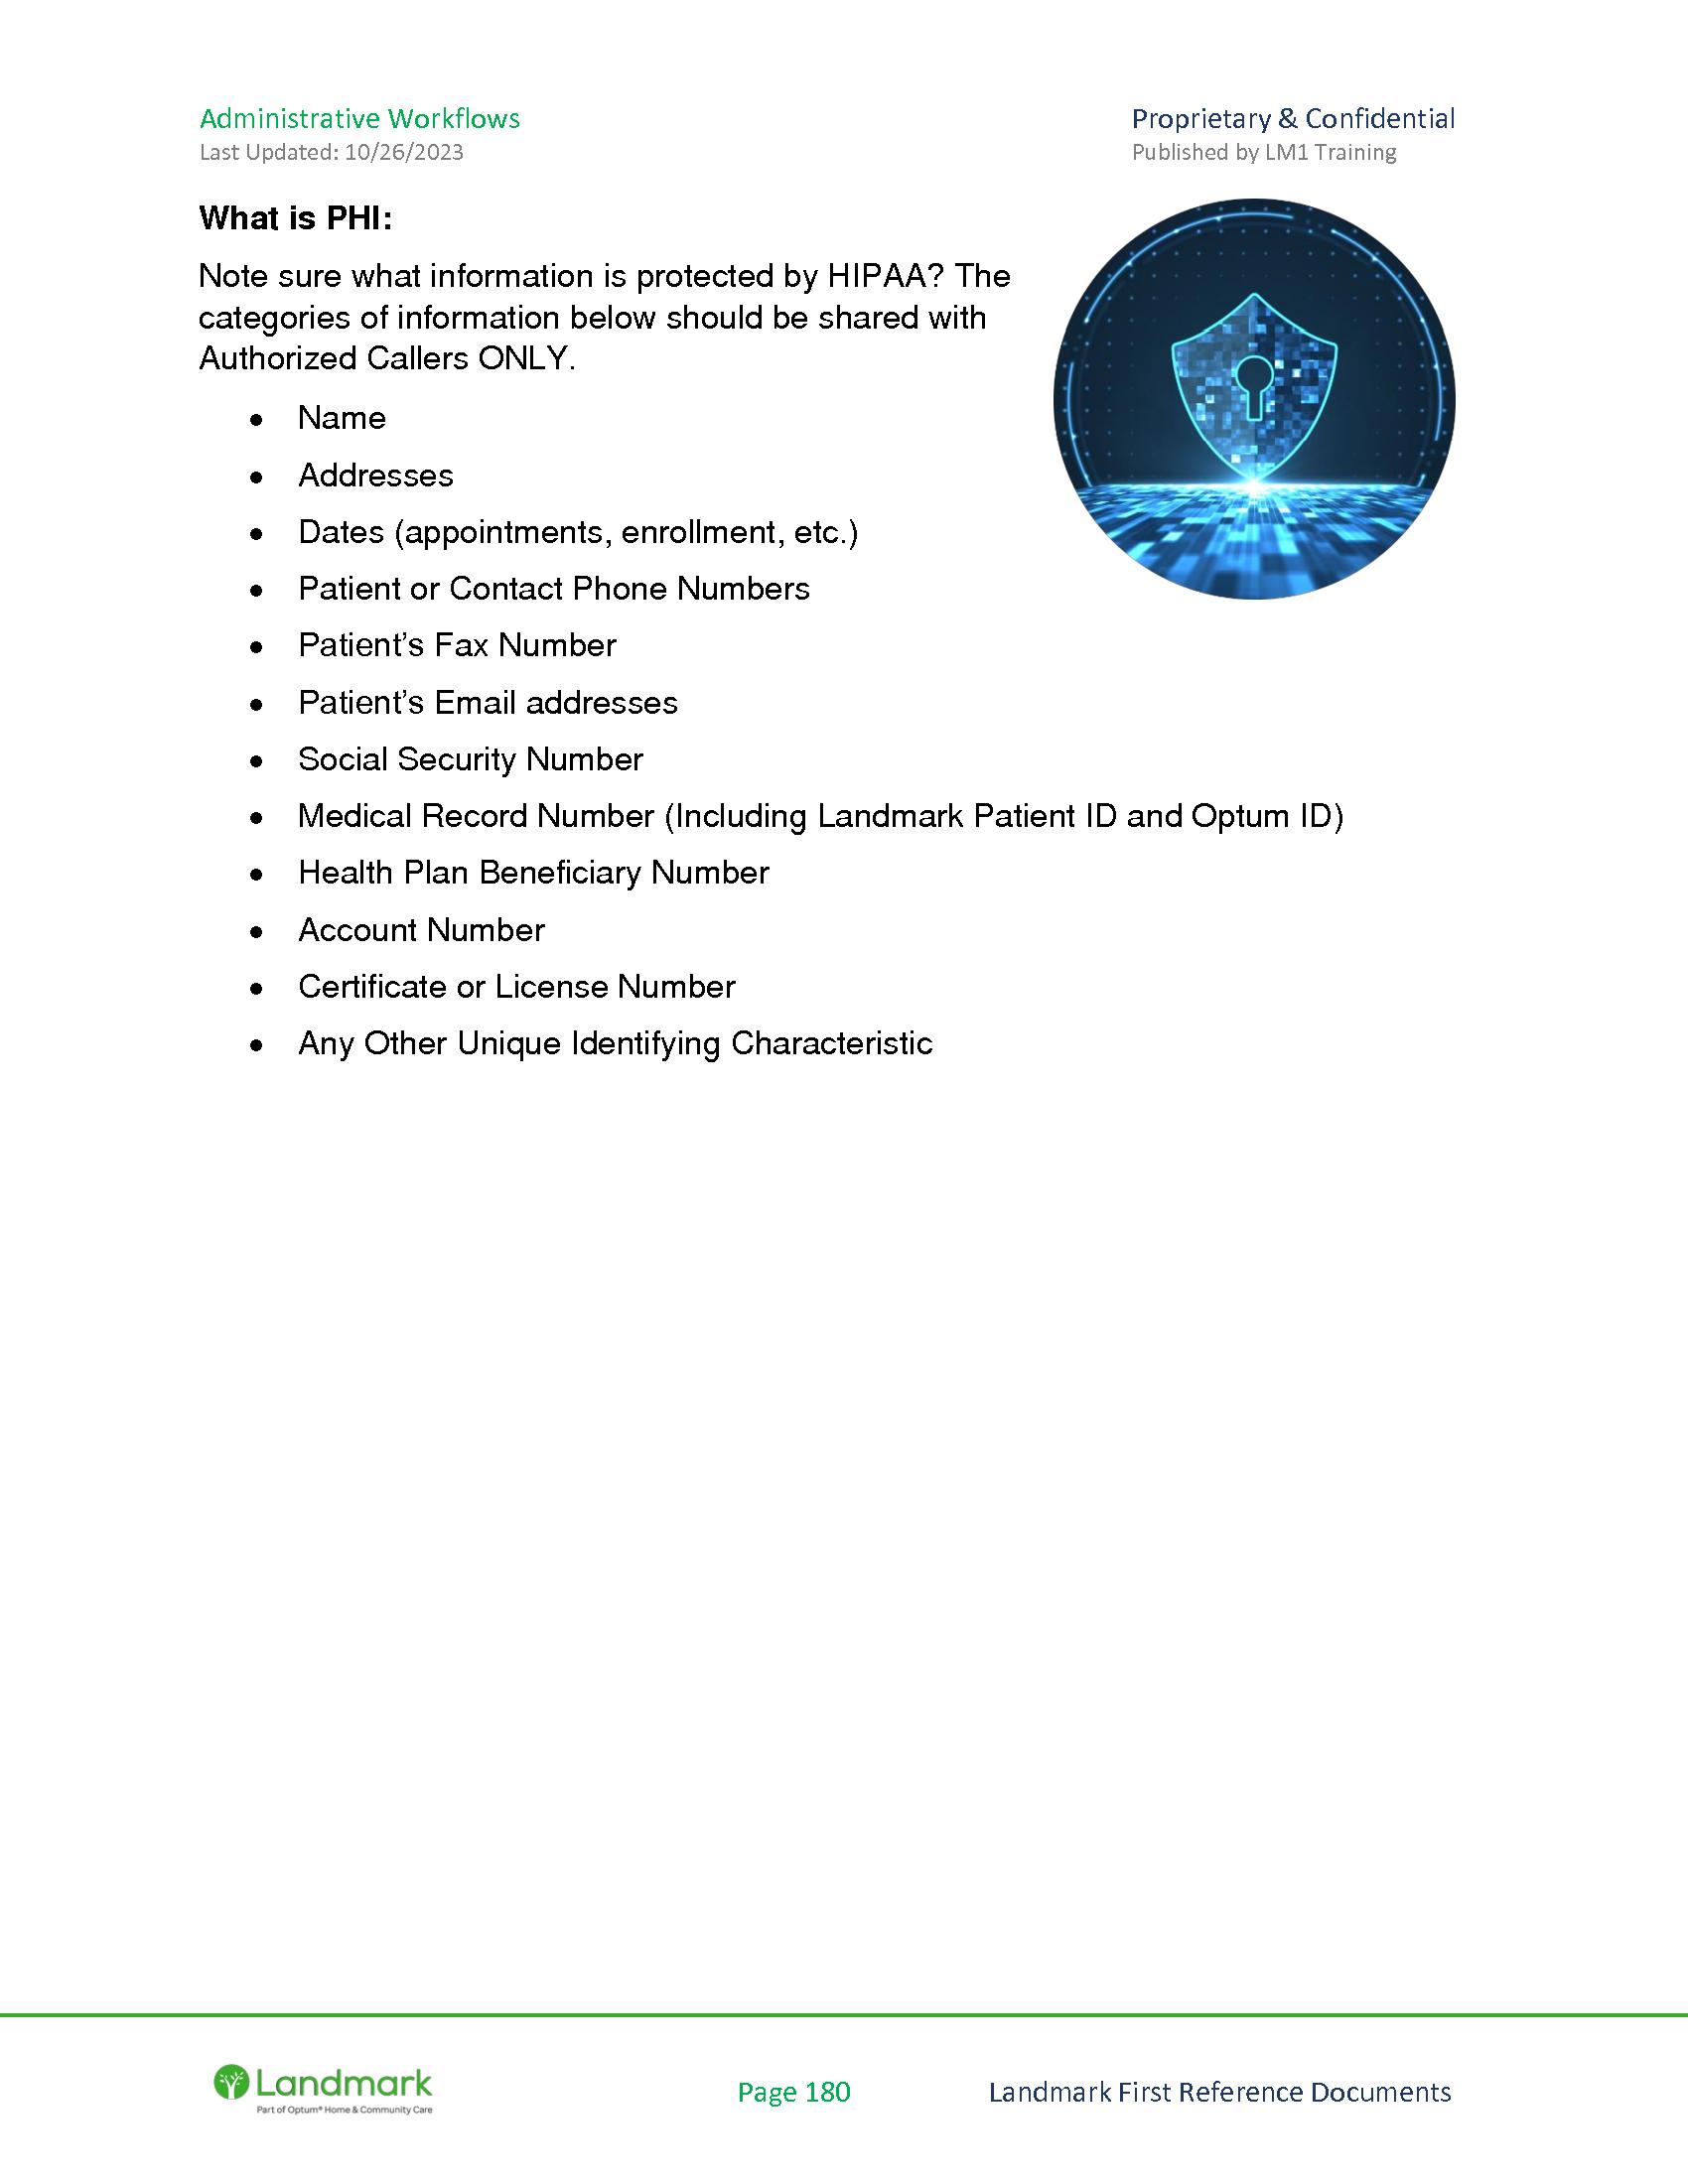 Administrative Workflows
Proprietary & Confidential
Last Updated: 10/26/2023
Published by LM1 Training
What is PHI:
Note sure what information is protected by HIPAA? The
categories of information below should be shared with
Authorized Callers ONLY.
• Name
• Addresses
• Dates (appointments, enrollment, etc.)
• Patient or Contact Phone Numbers
• Patient’s Fax Number
• Patient’s Email addresses
• Social Security Number
• Medical Record Number (Including Landmark Patient ID and Optum ID)
• Health Plan Beneficiary Number
• Account Number
• Certificate or License Number
• Any Other Unique Identifying Characteristic
Landmark
Part of Optum® Home & Community Care
Page 180
Landmark First Reference Documents